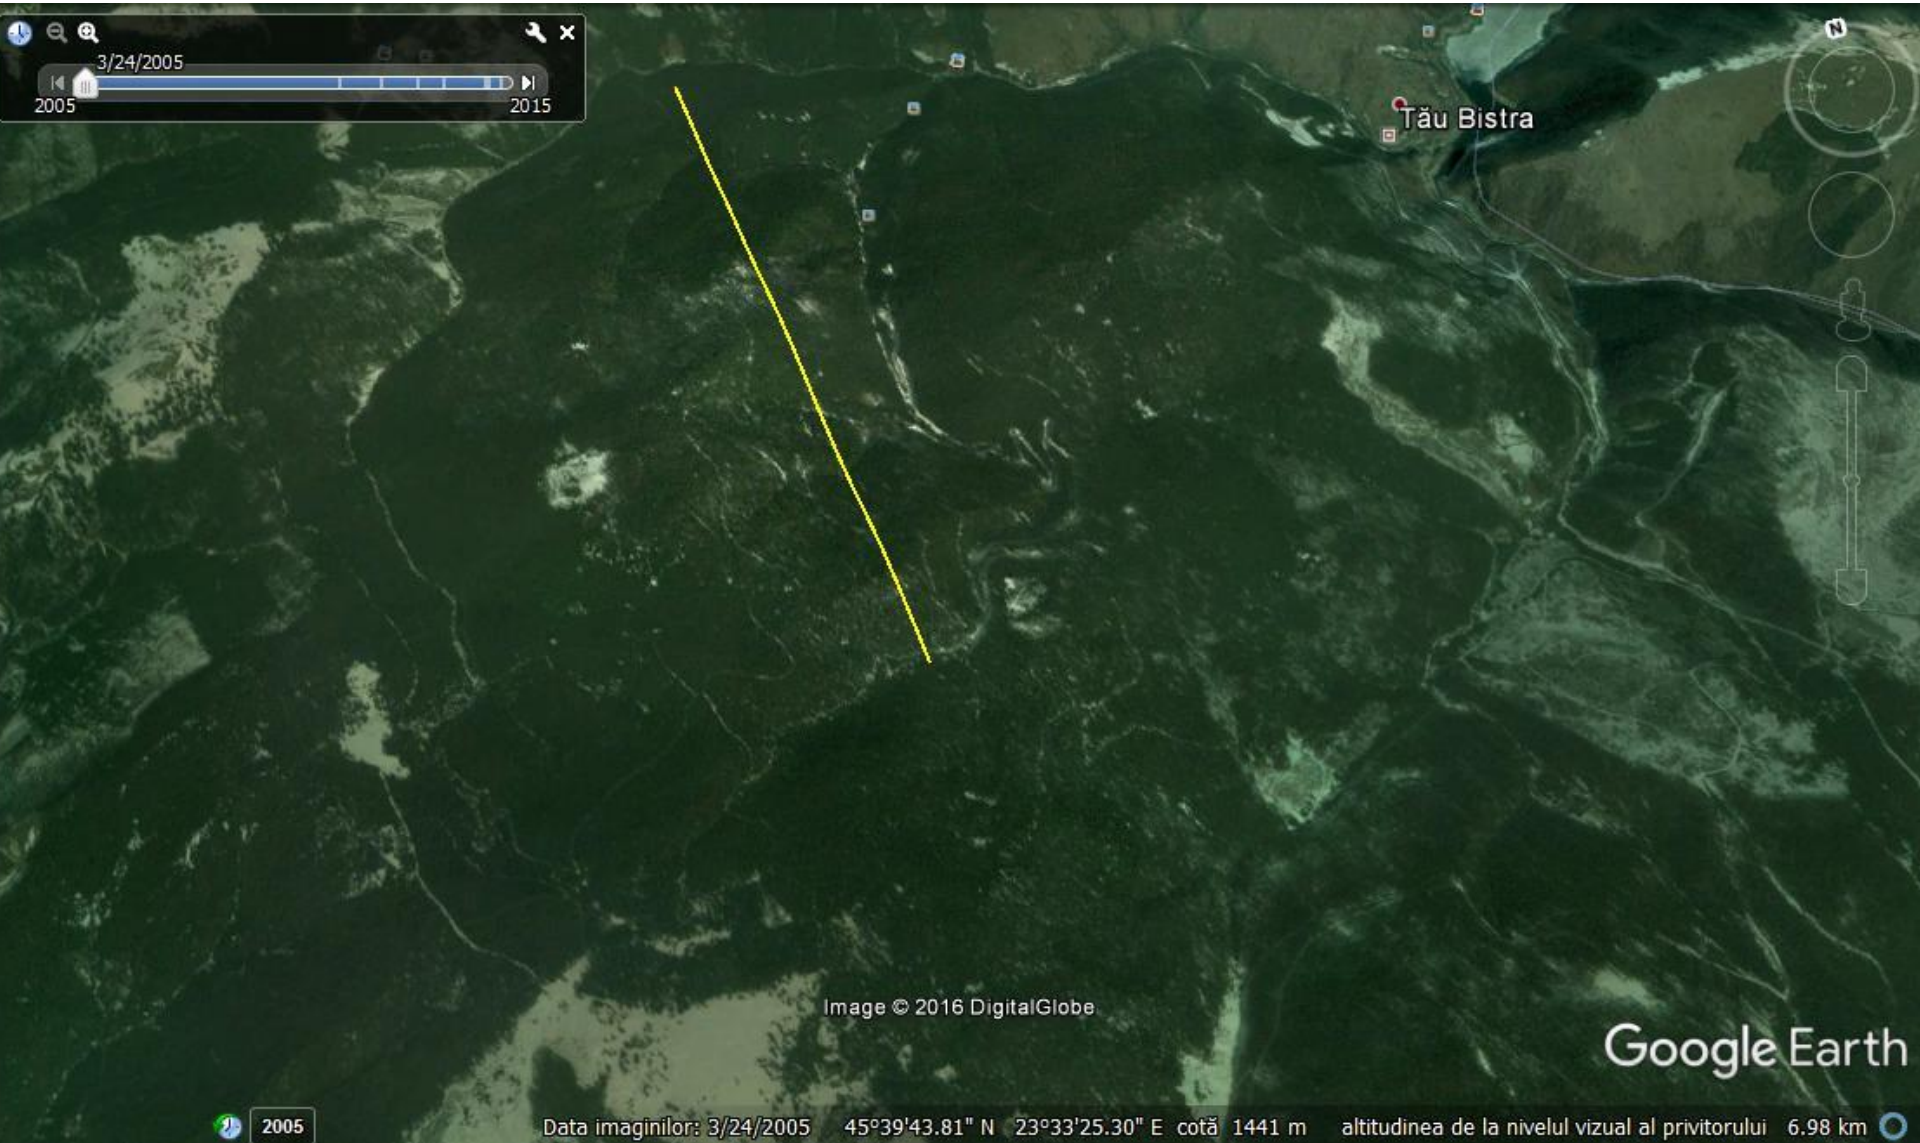 3/24/2005
2005
2015
N
Tău Bistra
Image © 2016 DigitalGlobe
Google Earth
2005
Data imaginilor: 3/24/2005 45°39'43.81" N 23°33'25.30" E cotă 1441 m altitudinea de la nivelul vizual al privitorului 6.98 km